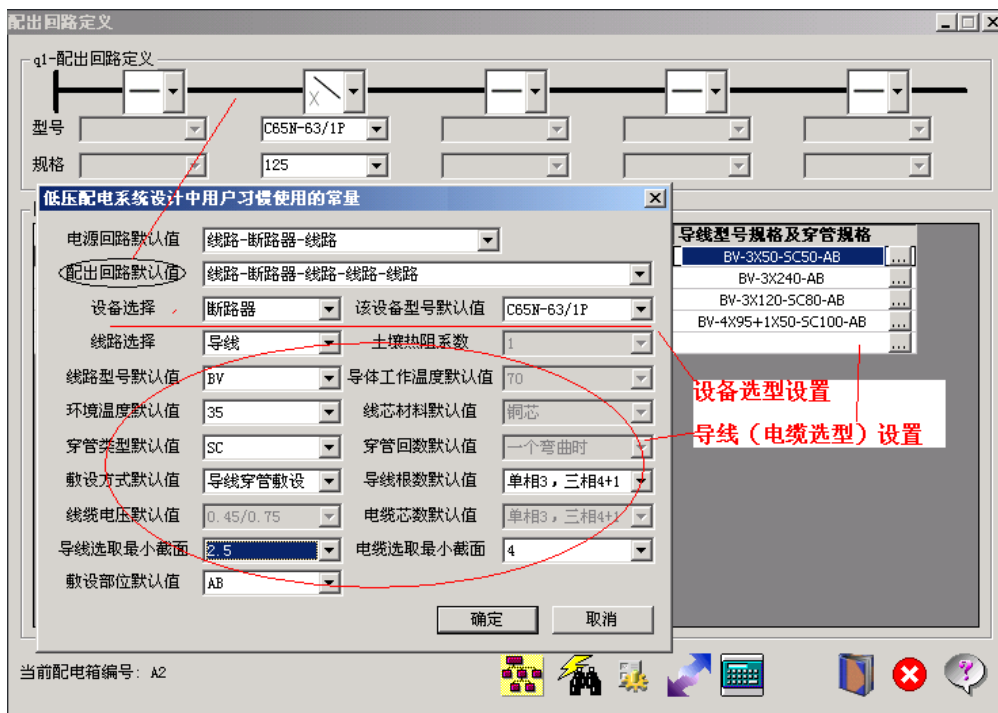 配出回路定义
q1-配出回路定义
型号 C65N-63/1P
规格 125
低压配电系统设计中用户习惯使用的常量
电源回路默认值 线路-断路器-线路
配出回路默认值 线路-断路器-线路-线路-线路
设备选择 断路器 该设备型号默认值 C65N-63/1P
线路选择 导线 土壤热阻系数 1
线路型号默认值 BV 导体工作温度默认值 70
环境温度默认值 35 线芯材料默认值 铜芯
穿管类型默认值 SC 穿管回数默认值 一个弯曲时
敷设方式默认值 导线穿管敷设 导线根数默认值 单相3，三相4+1
线缆电压默认值 0.45/0.75 电缆芯数默认值 单相3，三相4+1
导线选取最小截面 2.5 电缆选取最小截面 4
敷设部位默认值 AB
确定 取消
导线型号规格及穿管规格
BV-3X50-SC50-AB ...
BV-3X240-AB ...
BV-3X120-SC80-AB ...
BV-4X95+1X50-SC100-AB ...
...
设备选型设置
导线（电缆选型）设置
当前配电箱编号: A2